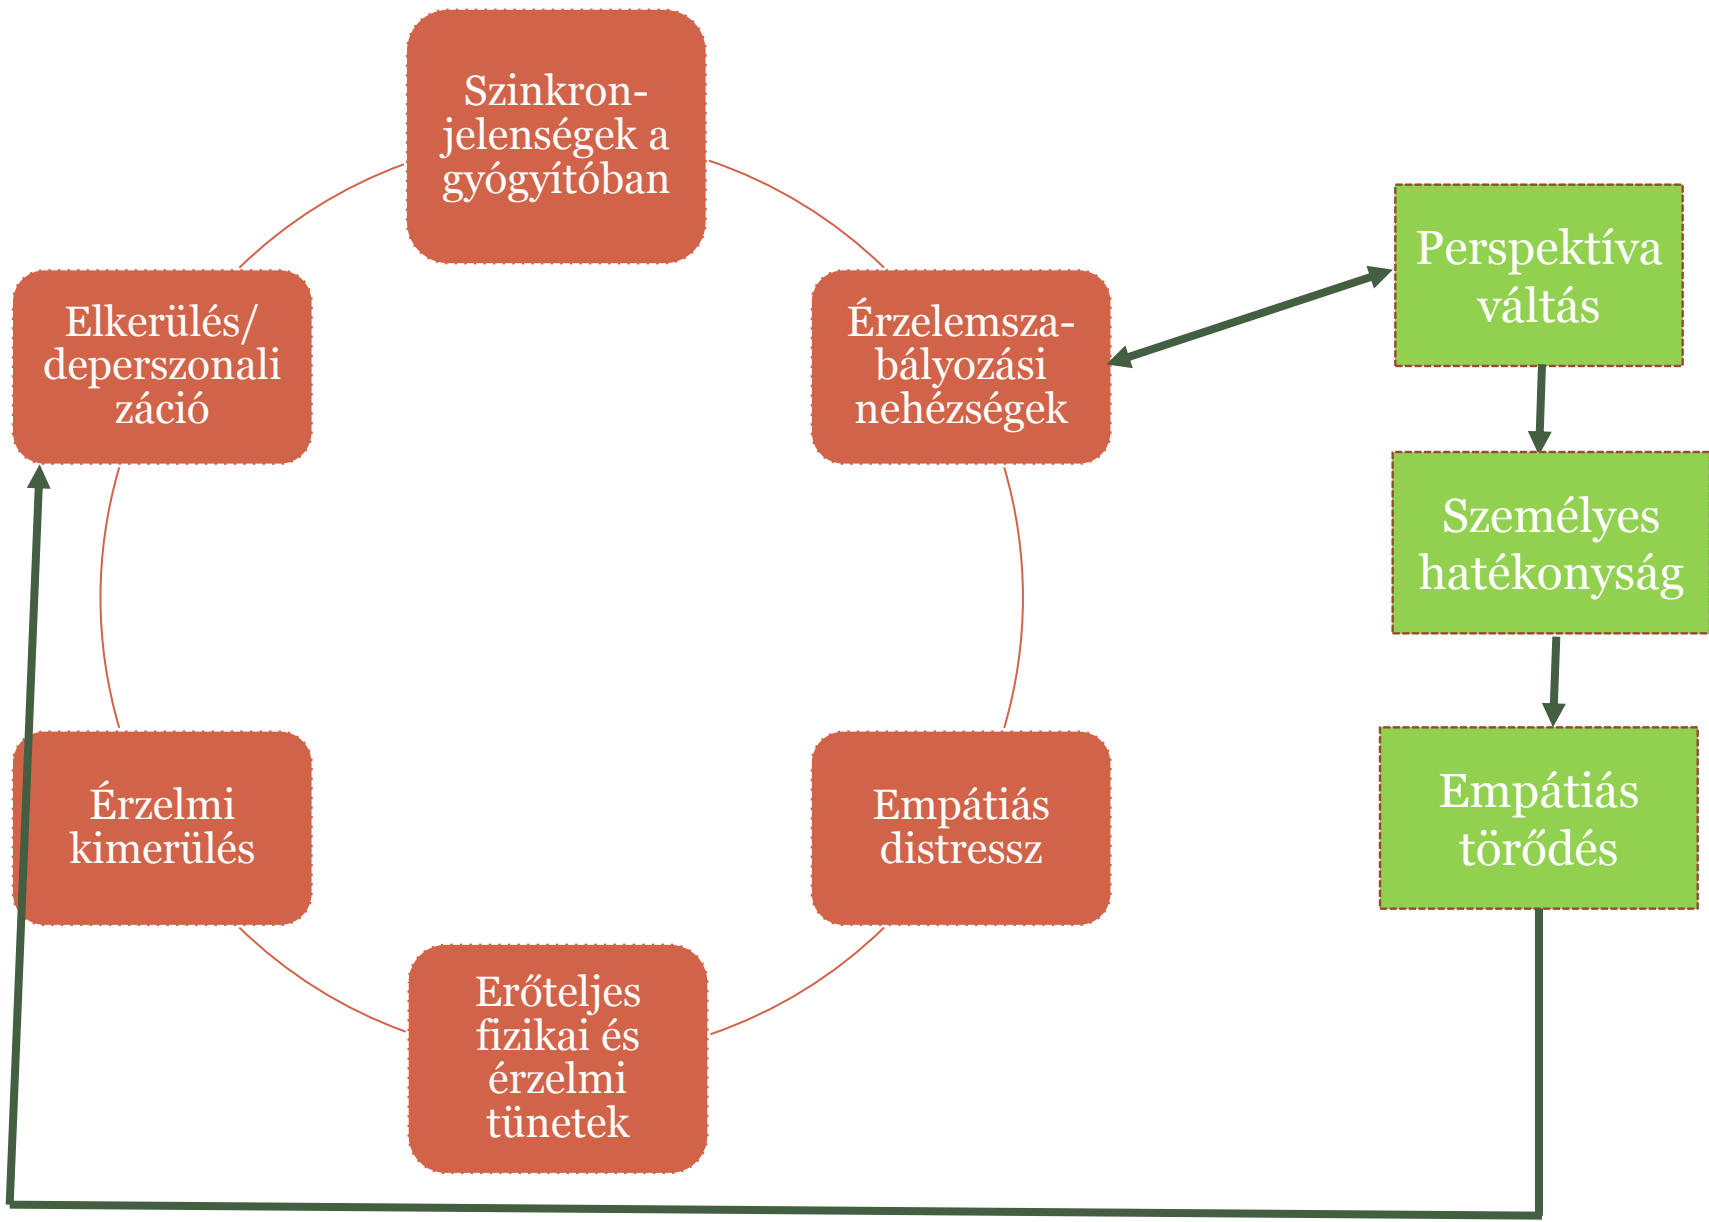 Szinkron-
jelenségek a
gyógyítóban
Érzelemsza-
bályozási
nehézségek
Empátiás
distressz
Erőteljes
fizikai és
érzelmi
tünetek
Érzelmi
kimerülés
Elkerülés/
deperszonali
záció
Perspektíva
váltás
Személyes
hatékonyság
Empátiás
törődés